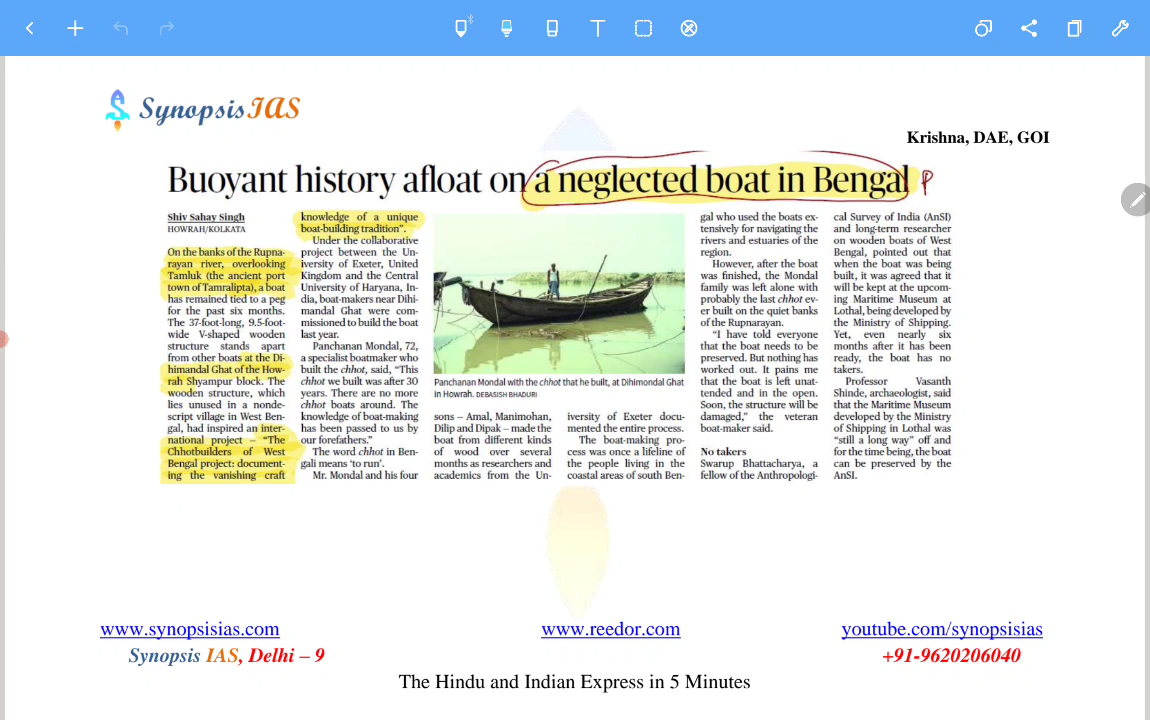 Synopsis IAS
Krishna, DAE, GOI
Buoyant history afloat on a neglected boat in Bengal P
Shiv Sahay Singh
HOWRAH/KOLKATA
On the banks of the Rupna-
rayan river, overlooking
Tamluk (the ancient port
town of Tamralipta), a boat
has remained tied to a peg
for the past six months.
The 37-foot-long, 9.5-foot-
wide V-shaped wooden
structure stands apart
from other boats at the Di-
himandal Ghat of the How-
rah Shyampur block. The
wooden structure, which
lies unused in a nonde-
script village in West Ben-
gal, had inspired an inter-
national project – “The
Chhotbuilders of West
Bengal project: document-
ing the vanishing craft
knowledge of a unique
boat-building tradition”.
Under the collaborative
project between the Un-
iversity of Exeter, United
Kingdom and the Central
University of Haryana, In-
dia, boat-makers near Dihi-
mandal Ghat were com-
missioned to build the boat
last year.
Panchanan Mondal, 72,
a specialist boatmaker who
built the chhot, said, “This
chhot we built was after 30
years. There are no more
chhot boats around. The
knowledge of boat-making
has been passed to us by
our forefathers.”
The word chhot in Ben-
gali means ‘to run’.
Mr. Mondal and his four
Panchanan Mondal with the chhot that he built, at Dihimondal Ghat
in Howrah. DEBASISH BHADURI
sons – Amal, Manimohan,
Dilip and Dipak – made the
boat from different kinds
of wood over several
months as researchers and
academics from the Un-
iversity of Exeter docu-
mented the entire process.
The boat-making pro-
cess was once a lifeline of
the people living in the
coastal areas of south Ben-
gal who used the boats ex-
tensively for navigating the
rivers and estuaries of the
region.
However, after the boat
was finished, the Mondal
family was left alone with
probably the last chhot ev-
er built on the quiet banks
of the Rupnarayan.
“I have told everyone
that the boat needs to be
preserved. But nothing has
worked out. It pains me
that the boat is left unat-
tended and in the open.
Soon, the structure will be
damaged,” the veteran
boat-maker said.
No takers
Swarup Bhattacharya, a
fellow of the Anthropologi-
cal Survey of India (AnSI)
and long-term researcher
on wooden boats of West
Bengal, pointed out that
when the boat was being
built, it was agreed that it
will be kept at the upcom-
ing Maritime Museum at
Lothal, being developed by
the Ministry of Shipping.
Yet, even nearly six
months after it has been
ready, the boat has no
takers.
Professor Vasanth
Shinde, archaeologist, said
that the Maritime Museum
developed by the Ministry
of Shipping in Lothal was
“still a long way” off and
for the time being, the boat
can be preserved by the
AnSI.
www.synopsisias.com
www.reedor.com
youtube.com/synopsisias
Synopsis IAS, Delhi – 9
+91-9620206040
The Hindu and Indian Express in 5 Minutes